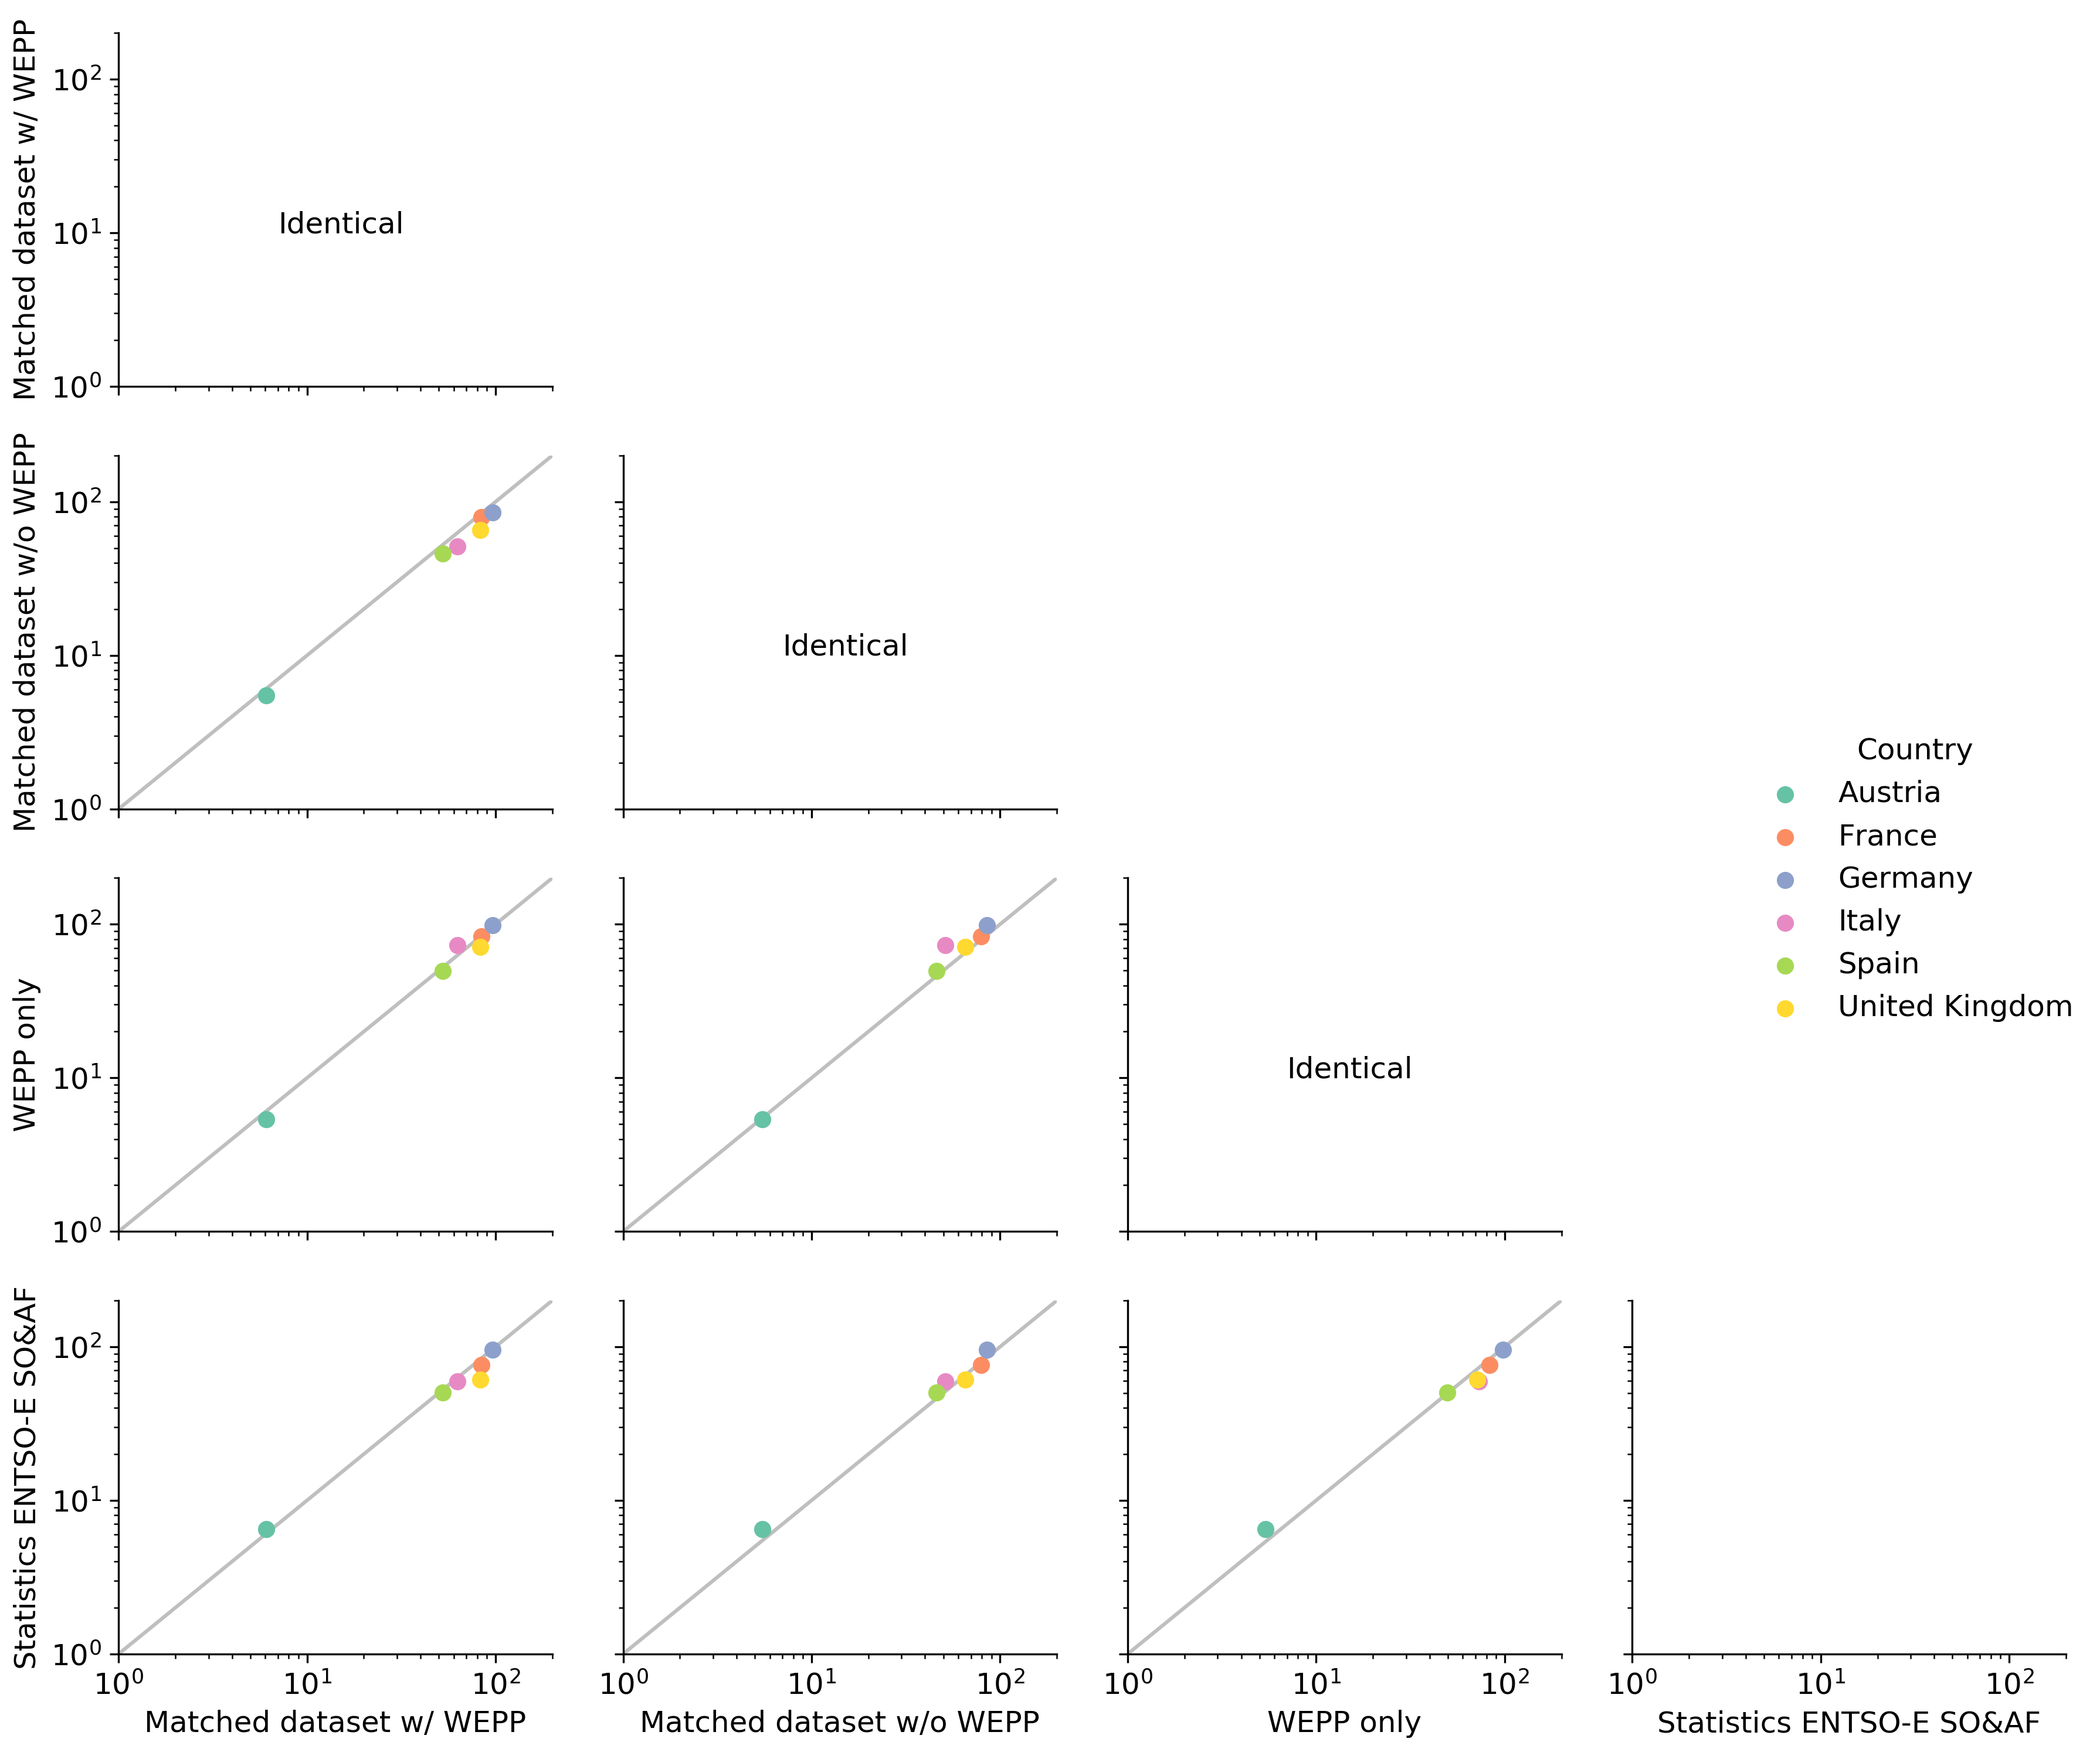 Matched dataset w/ WEPP
10²
10¹
10⁰
Identical
Matched dataset w/o WEPP
10²
10¹
10⁰
Identical
Country
Austria
France
Germany
Italy
Spain
United Kingdom
WEPP only
10²
10¹
10⁰
Identical
Statistics ENTSO-E SO&AF
10²
10¹
10⁰
10⁰ 10¹ 10² 10⁰ 10¹ 10² 10⁰ 10¹ 10² 10⁰ 10¹ 10²
Matched dataset w/ WEPP Matched dataset w/o WEPP WEPP only Statistics ENTSO-E SO&AF